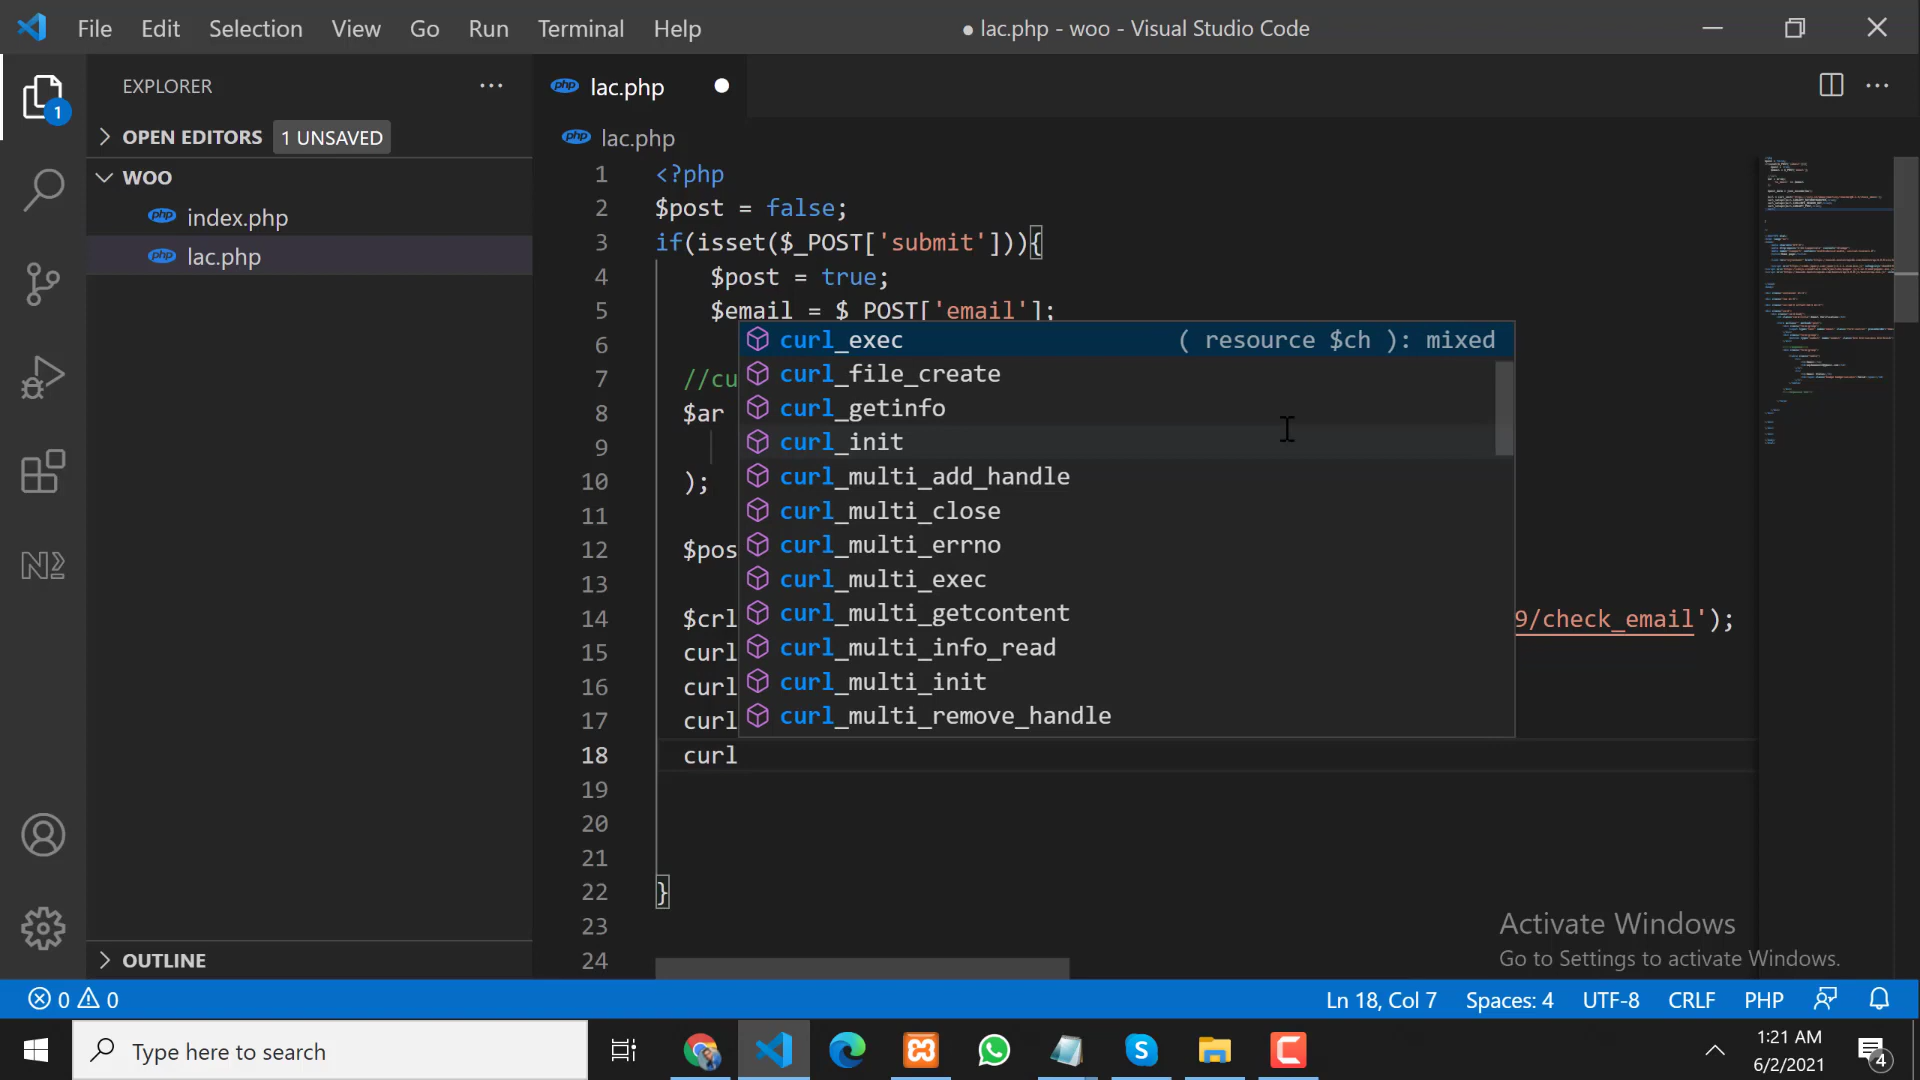 File Edit Selection View Go Run Terminal Help
● lac.php - woo - Visual Studio Code
EXPLORER
OPEN EDITORS 1 UNSAVED
WOO
php index.php
php lac.php
OUTLINE
php lac.php
php lac.php
1 <?php
2 $post = false;
3 if(isset($_POST['submit'])){
4 $post = true;
5 $email = $_POST['email'];
6
7 //cu
8 $ar
9
10 );
11
12 $pos
13
14 $crl 9/check_email');
15 curl
16 curl
17 curl
18 curl
19
20
21
22 }
23
24
curl_exec ( resource $ch ): mixed
curl_file_create
curl_getinfo
curl_init
curl_multi_add_handle
curl_multi_close
curl_multi_errno
curl_multi_exec
curl_multi_getcontent
curl_multi_info_read
curl_multi_init
curl_multi_remove_handle
Activate Windows
Go to Settings to activate Windows.
1
0 0
Ln 18, Col 7 Spaces: 4 UTF-8 CRLF PHP
Type here to search
1:21 AM
6/2/2021
4